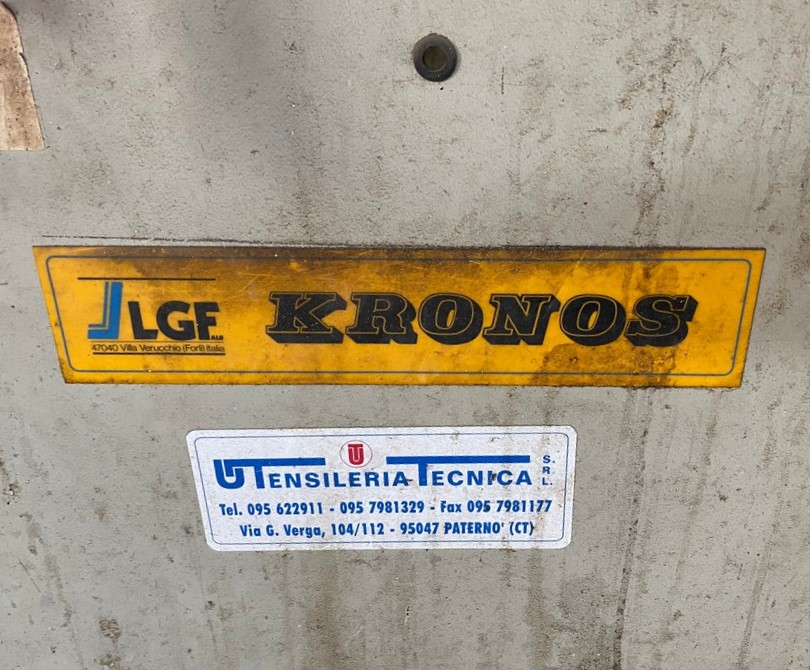 LGF ALU
47040 Villa Verucchio (Forlì) Italia
KRONOS
UTENSILERIA TECNICA S.R.L.
Tel. 095 622911 - 095 7981329 - Fax 095 7981177
Via G. Verga, 104/112 - 95047 PATERNO' (CT)